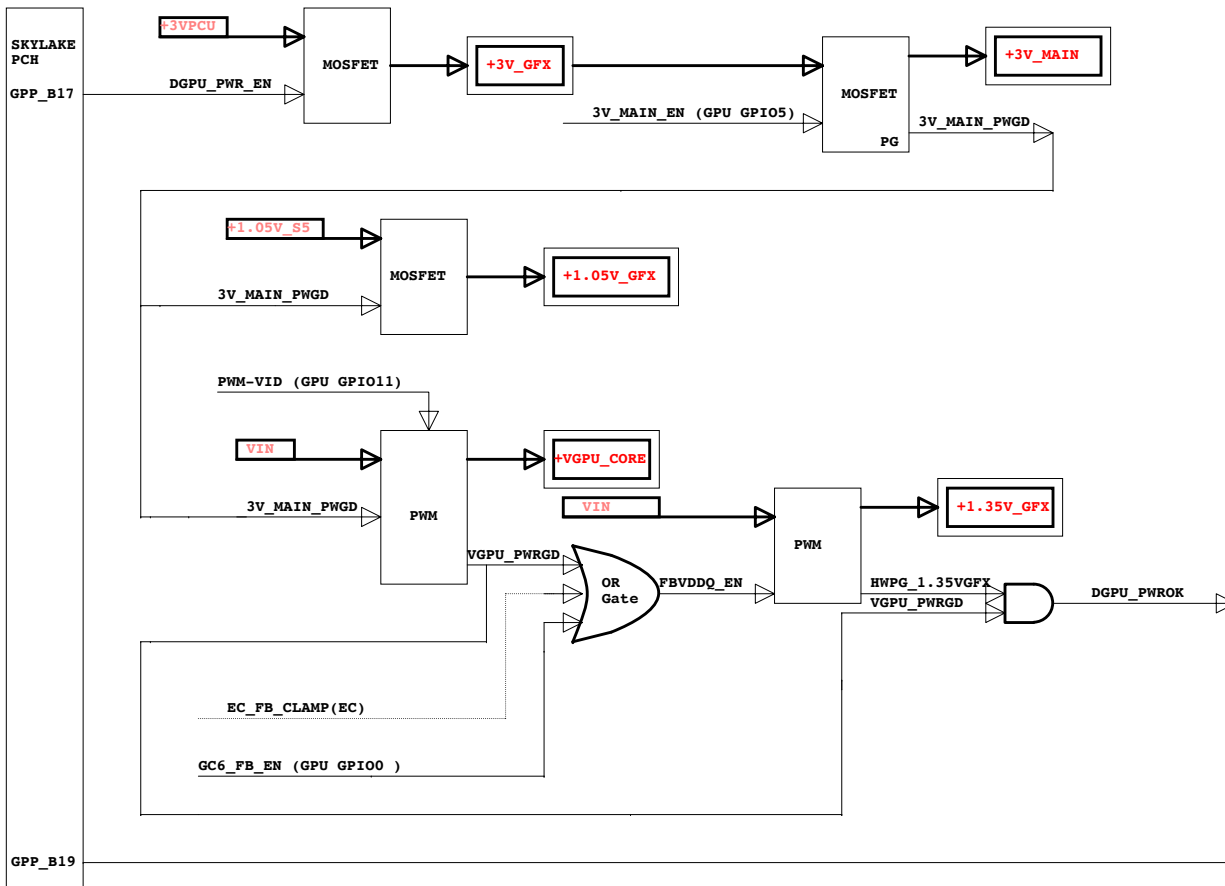 +3VPCU
SKYLAKE
PCH
MOSFET
+3V_GFX
+3V_MAIN
GPP_B17
DGPU_PWR_EN
MOSFET
3V_MAIN_EN (GPU GPIO5)
PG
3V_MAIN_PWGD
+1.05V_S5
MOSFET
+1.05V_GFX
3V_MAIN_PWGD
PWM-VID (GPU GPIO11)
VIN
+VGPU_CORE
3V_MAIN_PWGD
PWM
VIN
+1.35V_GFX
PWM
VGPU_PWRGD
OR
Gate
FBVDDQ_EN
HWPG_1.35VGFX
VGPU_PWRGD
DGPU_PWROK
EC_FB_CLAMP(EC)
GC6_FB_EN (GPU GPIO0 )
GPP_B19